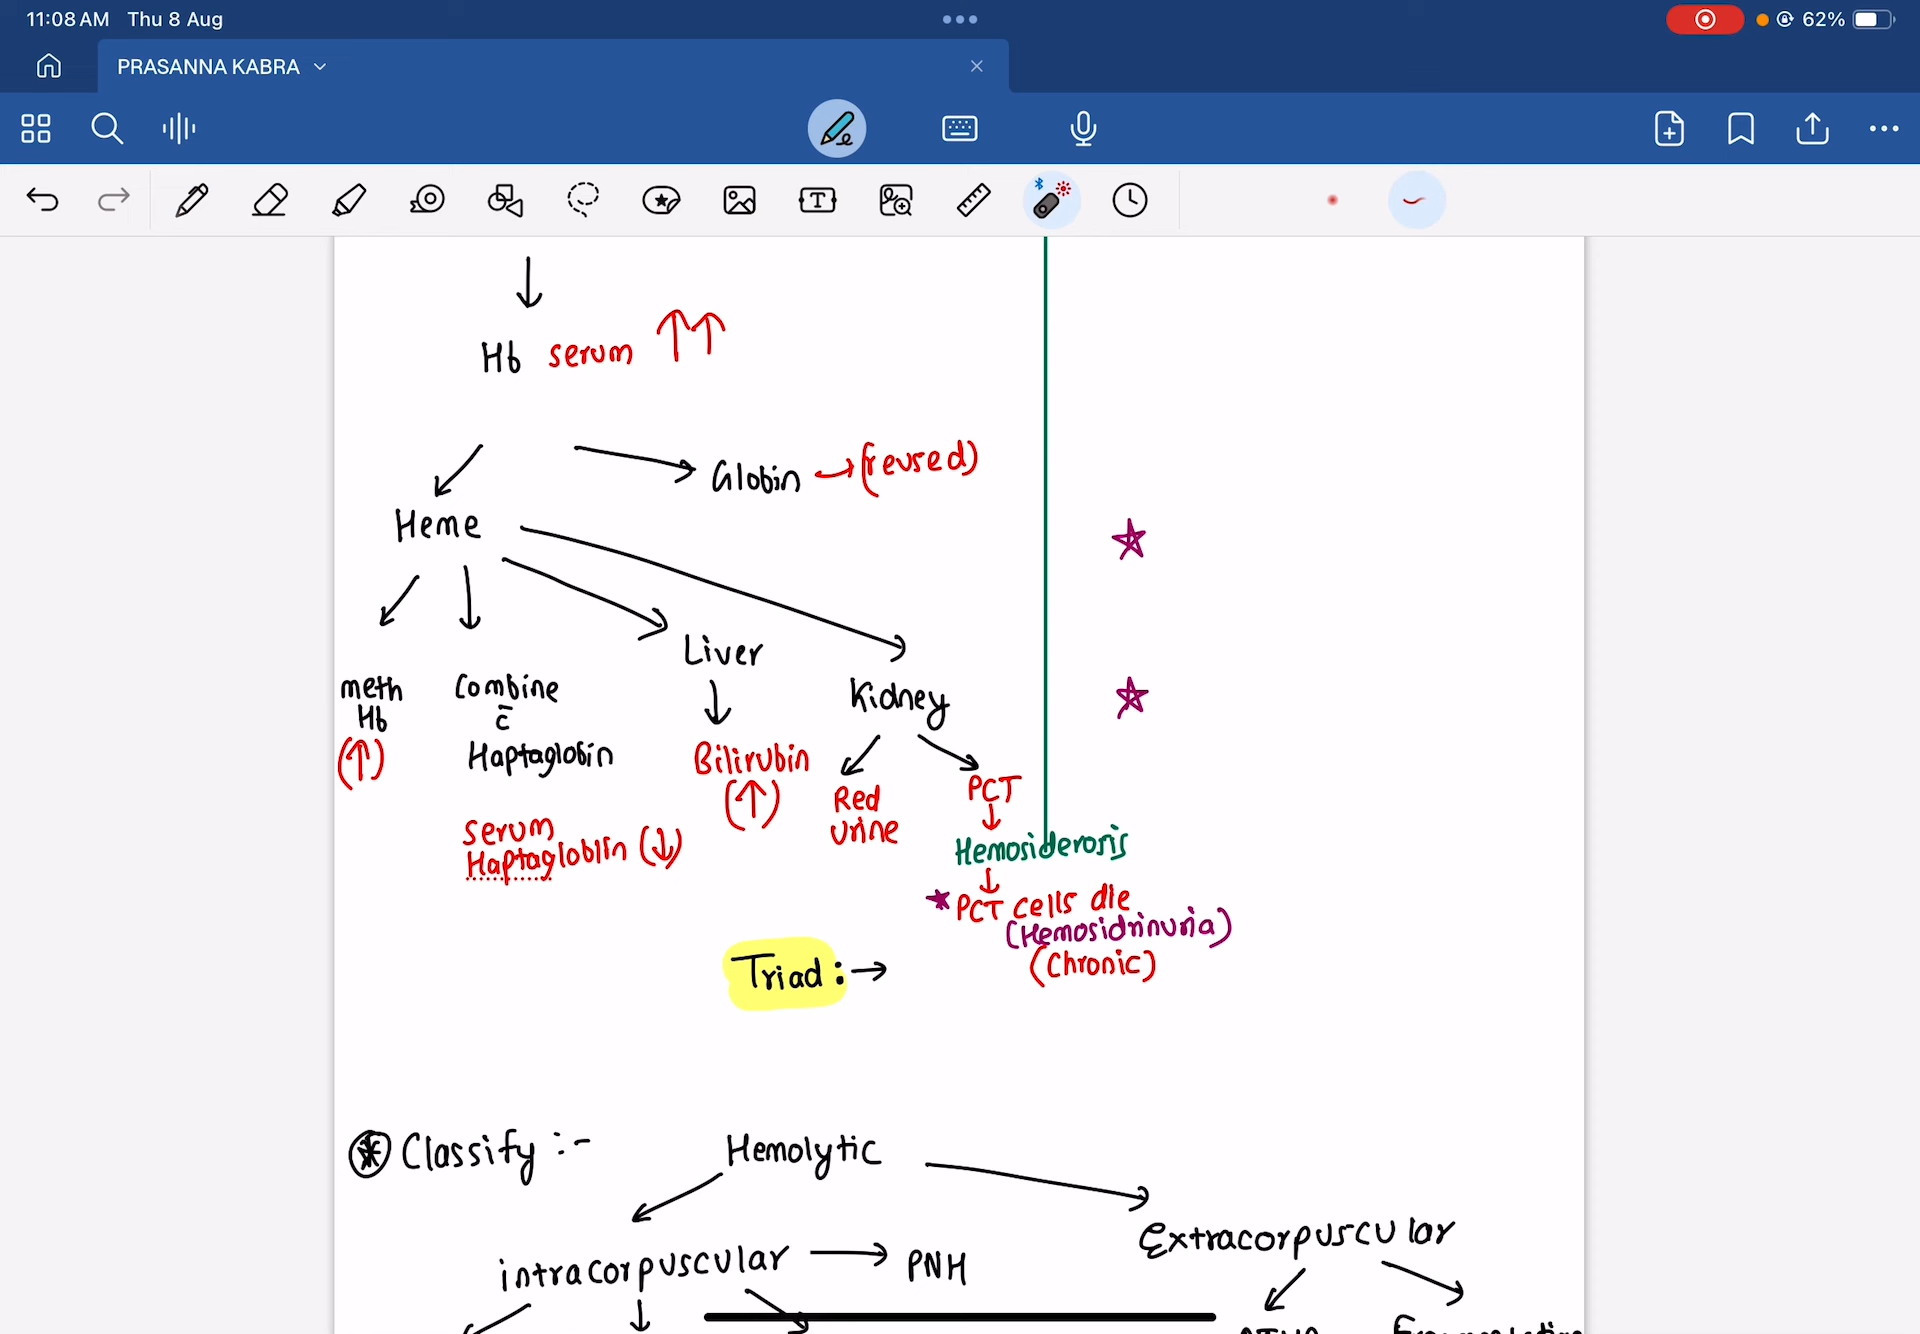 11:08 AM Thu 8 Aug
62%
PRASANNA KABRA
Hb serum ↑↑
Globin → (reused)
Heme
Liver
Kidney
meth
Hb
(↑)
Combine
c̄
Haptaglobin
Bilirubin
(↑)
Red
urine
PCT
↓
Hemosiderosis
↓
★ PCT cells die
(Hemosidrinuria)
(Chronic)
serum
Haptagloblin (↓)
Triad : →
Classify :-
Hemolytic
intracorpuscular → PNH
Extracorpuscular